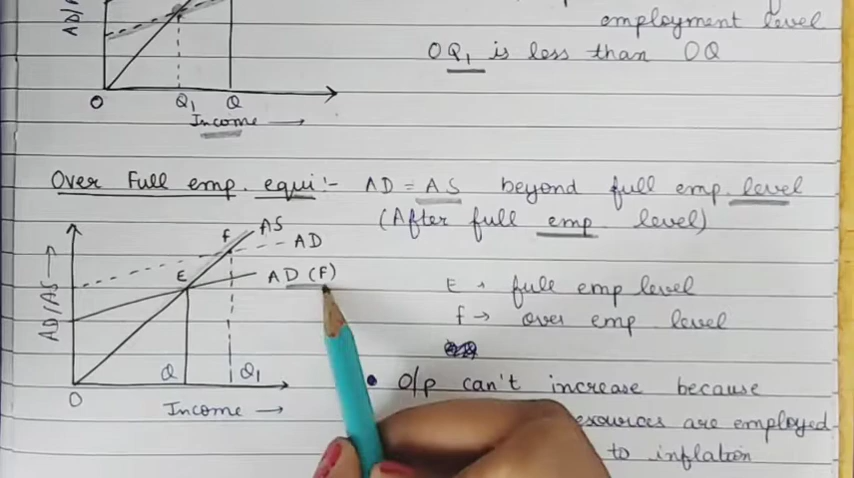 AD/A
employment level
OQ₁ is less than OQ
O Q₁ Q
Income →
Over Full emp. equi :- AD = AS beyond full emp. level
(After full emp level)
AS
F
AD
E
AD (F)
AD/AS →
E → full emp level
F → over emp level
Q Q₁
• O/p can't increase because
O
Income →
esources are employed
to inflation